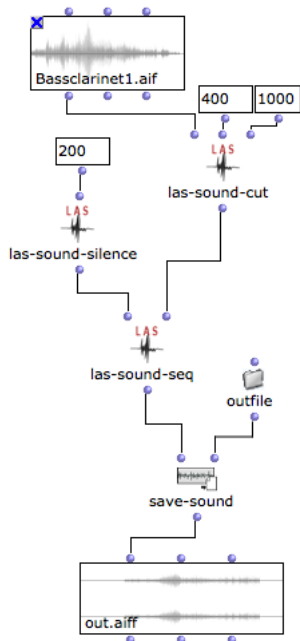 Bassclarinet1.aif
400
1000
200
LAS
las-sound-cut
LAS
las-sound-silence
LAS
las-sound-seq
outfile
save-sound
out.aiff